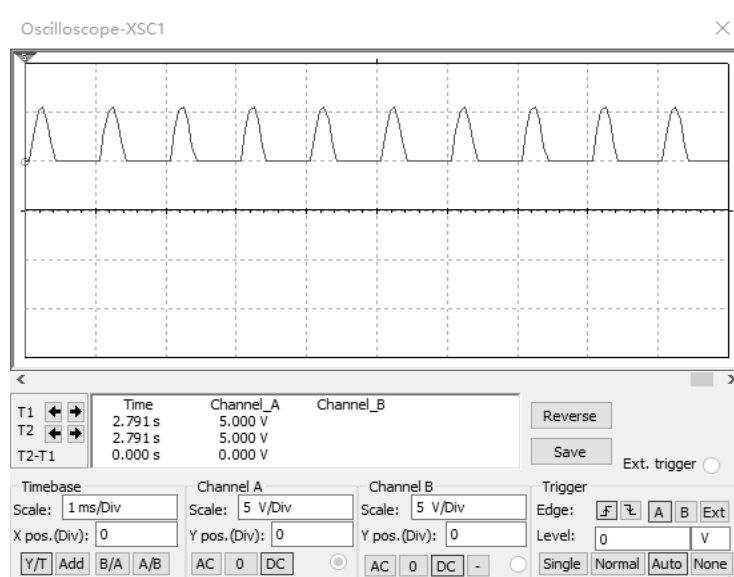 Oscilloscope-XSC1
Time Channel_A Channel_B
T1 2.791 s 5.000 V
T2 2.791 s 5.000 V
T2-T1 0.000 s 0.000 V
Reverse
Save
Ext. trigger
Timebase Channel A Channel B Trigger
Scale: 1 ms/Div Scale: 5 V/Div Scale: 5 V/Div Edge: A B Ext
X pos.(Div): 0 Y pos.(Div): 0 Y pos.(Div): 0 Level: 0 V
Y/T Add B/A A/B AC 0 DC AC 0 DC - Single Normal Auto None